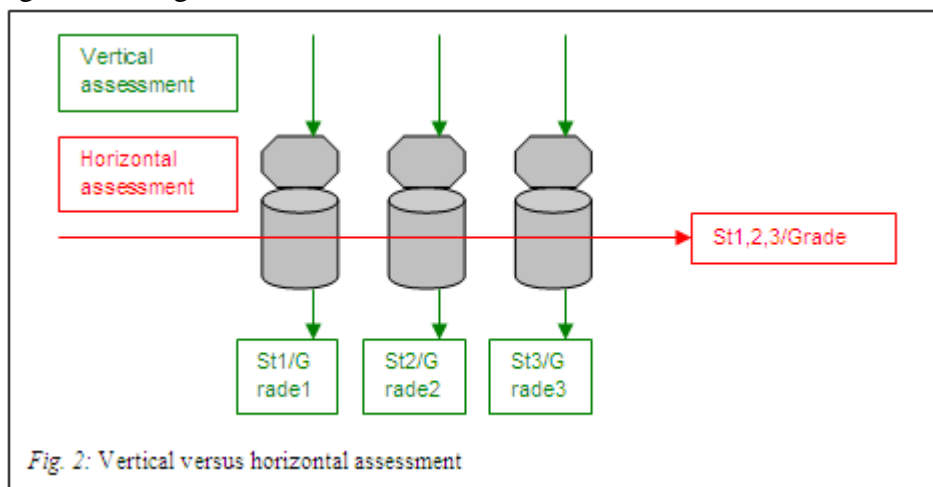 Vertical
assessment
Horizontal
assessment
St1,2,3/Grade
St1/G
rade1
St2/G
rade2
St3/G
rade3
Fig. 2: Vertical versus horizontal assessment